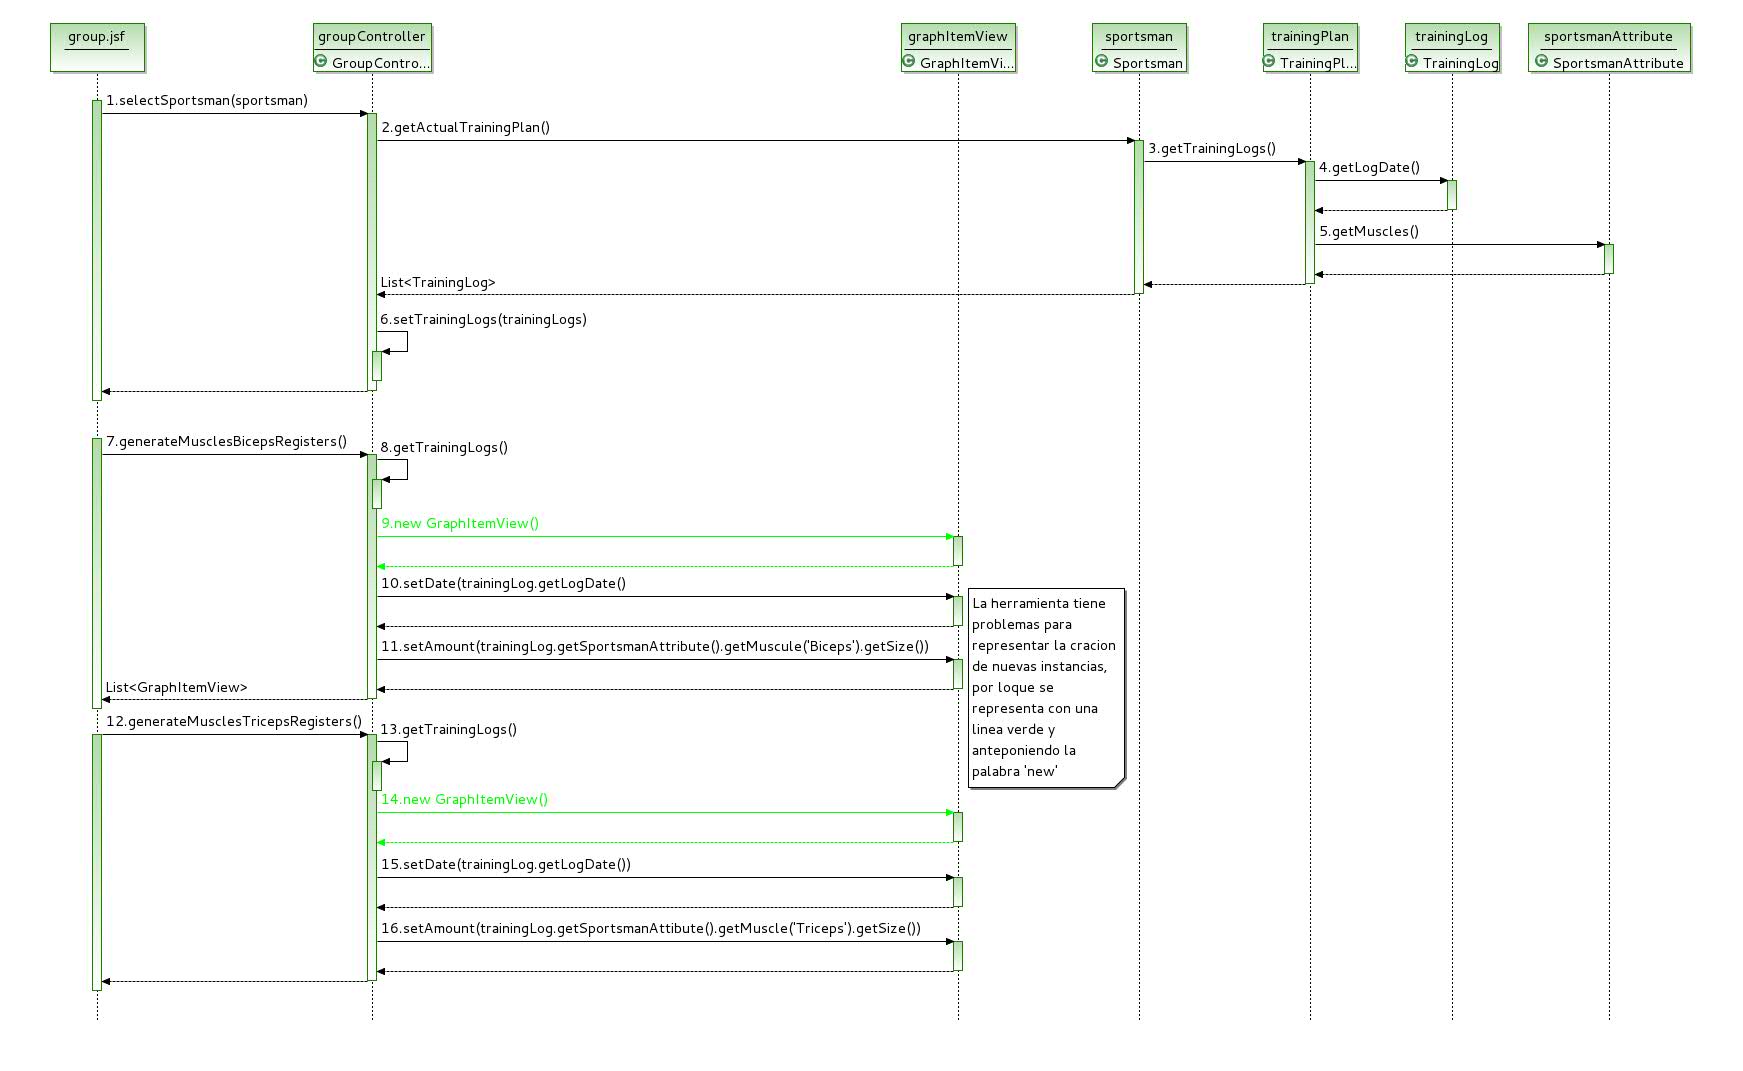 group.jsf
groupController
GroupContro...
graphItemView
GraphItemVi...
sportsman
Sportsman
trainingPlan
TrainingPl...
trainingLog
TrainingLog
sportsmanAttribute
SportsmanAttribute
1.selectSportsman(sportsman)
2.getActualTrainingPlan()
3.getTrainingLogs()
4.getLogDate()
5.getMuscles()
List<TrainingLog>
6.setTrainingLogs(trainingLogs)
7.generateMusclesBicepsRegisters()
8.getTrainingLogs()
9.new GraphItemView()
10.setDate(trainingLog.getLogDate()
11.setAmount(trainingLog.getSportsmanAttribute().getMuscule('Biceps').getSize())
List<GraphItemView>
La herramienta tiene
problemas para
representar la cracion
de nuevas instancias,
por loque se
representa con una
linea verde y
anteponiendo la
palabra 'new'
12.generateMusclesTricepsRegisters()
13.getTrainingLogs()
14.new GraphItemView()
15.setDate(trainingLog.getLogDate())
16.setAmount(trainingLog.getSportsmanAttibute().getMuscle('Triceps').getSize())